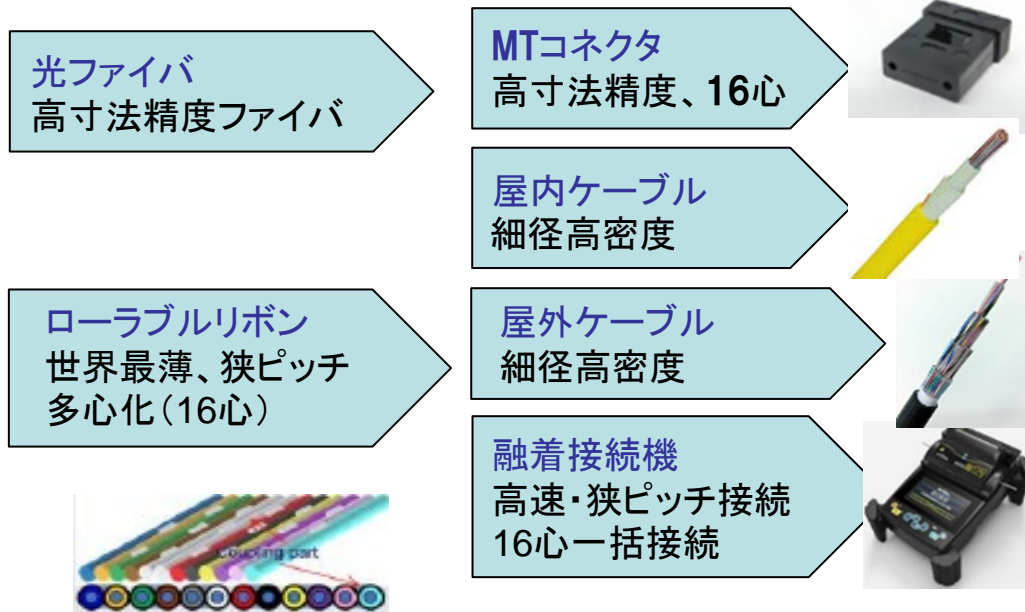 光ファイバ
高寸法精度ファイバ
MTコネクタ
高寸法精度、16心
屋内ケーブル
細径高密度
ローラブルリボン
世界最薄、狭ピッチ
多心化(16心)
屋外ケーブル
細径高密度
融着接続機
高速・狭ピッチ接続
16心一括接続
Coupling part